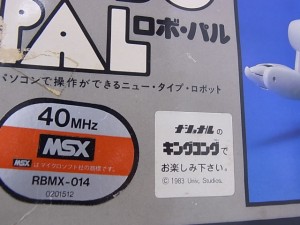 PAL
ロボ・パル
パソコンで操作ができるニュー・タイプ・ロボット
40MHz
MSX
MSX はマイクロソフト社の商標です。
RBMX-014
0201512
ナショナルの
キングコングで
お楽しみ下さい。
© 1983 Univ. Studios.